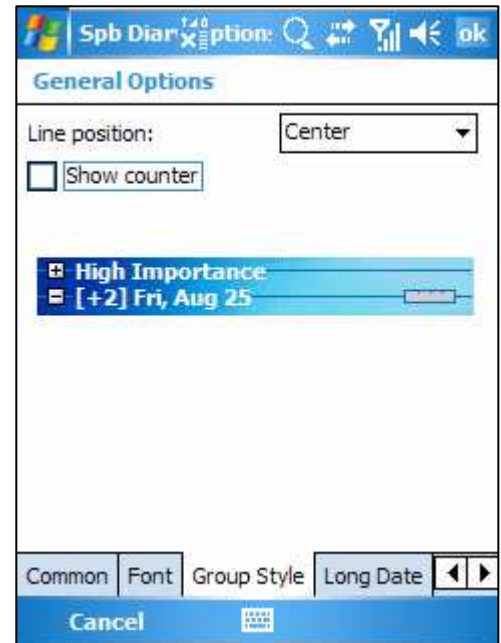 Spb Diar ption: ok
General Options
Line position: Center
Show counter
High Importance
[+2] Fri, Aug 25
Common Font Group Style Long Date
Cancel